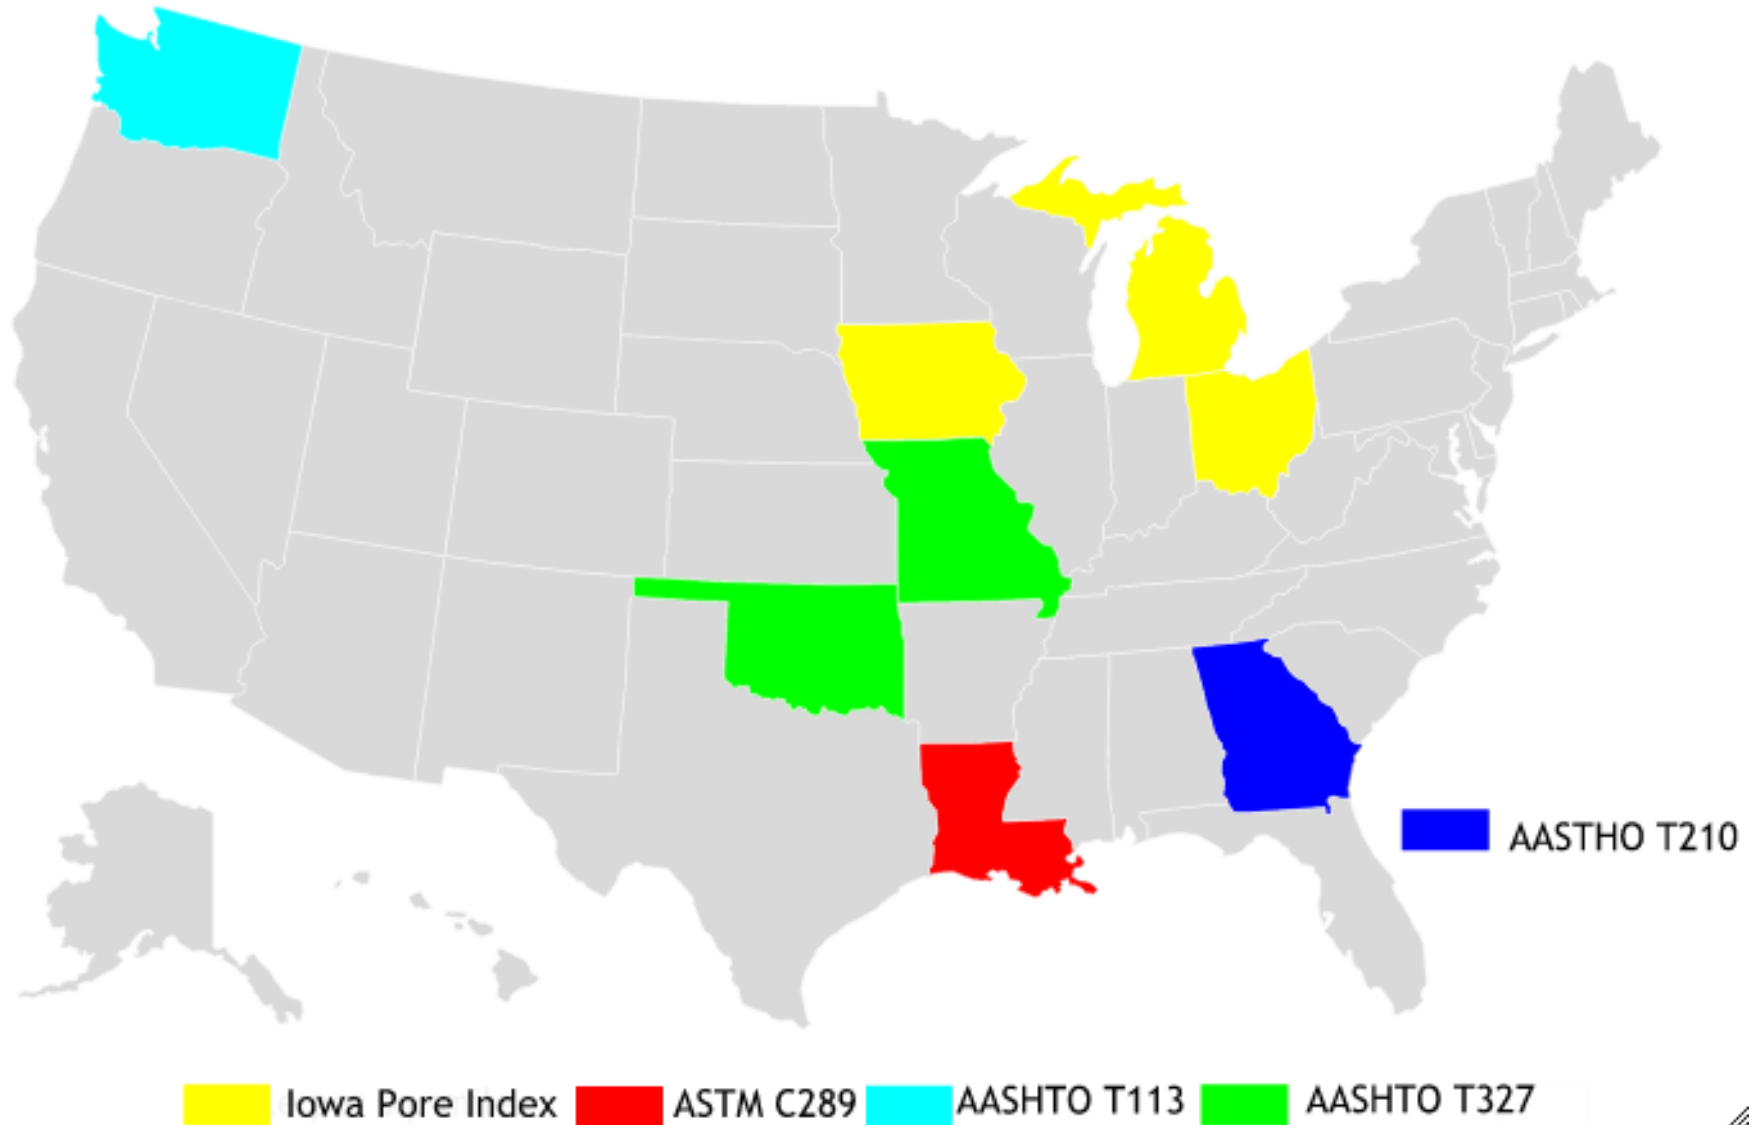 AASTHO T210
Iowa Pore Index
ASTM C289
AASHTO T113
AASHTO T327